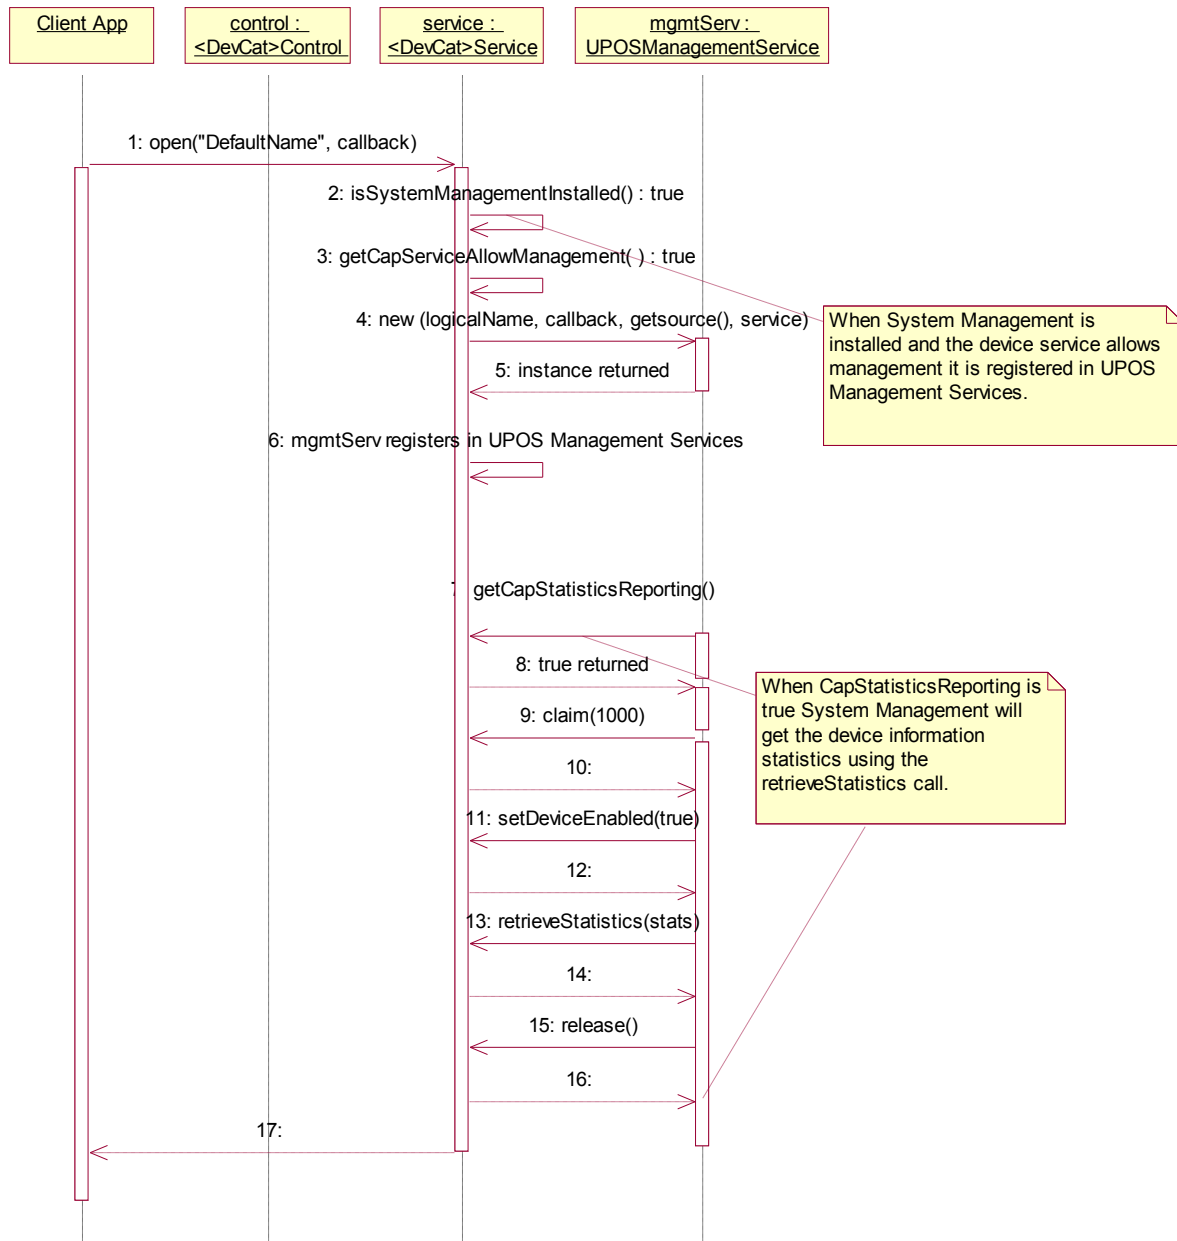 Client App
control :
<DevCat>Control
service :
<DevCat>Service
mgmtServ :
UPOSManagementService
1: open("DefaultName", callback)
2: isSystemManagementInstalled() : true
3: getCapServiceAllowManagement( ) : true
4: new (logicalName, callback, getsource(), service)
When System Management is
installed and the device service allows
management it is registered in UPOS
Management Services.
5: instance returned
6: mgmtServ registers in UPOS Management Services
7: getCapStatisticsReporting()
8: true returned
When CapStatisticsReporting is
true System Management will
get the device information
statistics using the
retrieveStatistics call.
9: claim(1000)
10:
11: setDeviceEnabled(true)
12:
13: retrieveStatistics(stats)
14:
15: release()
16:
17: